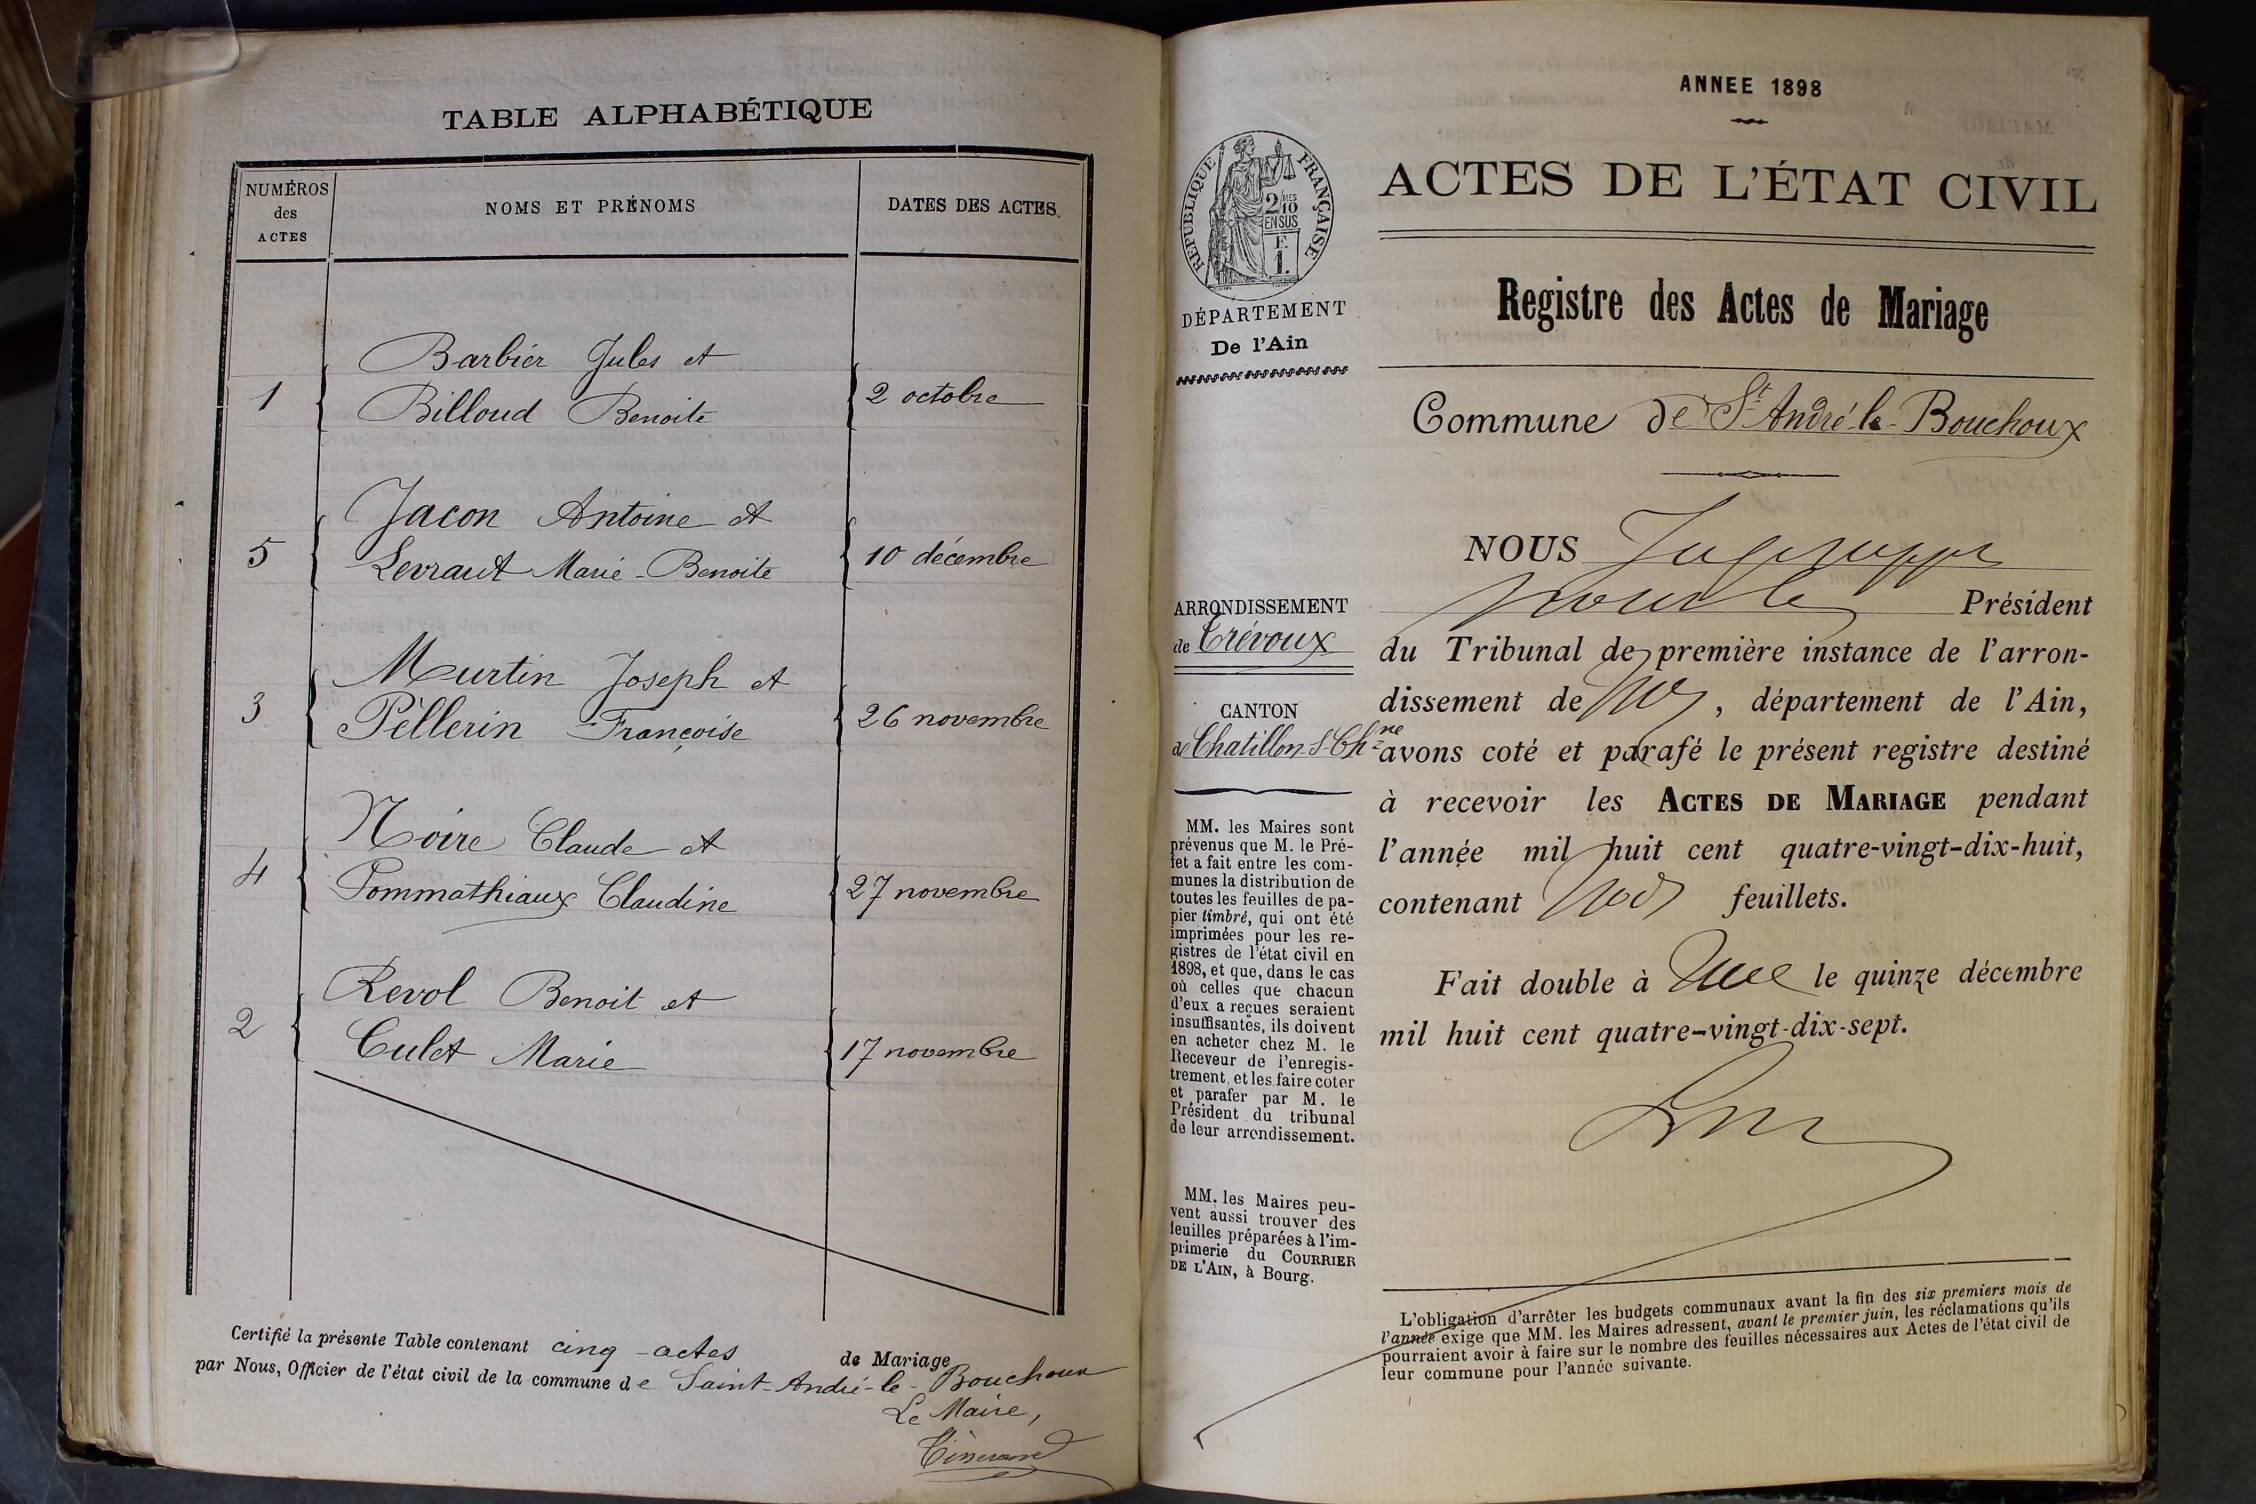 TABLE ALPHABÉTIQUE
NUMÉROS
des
ACTES
NOMS ET PRÉNOMS
DATES DES ACTES
1
Barbier Jules et
Billoud Benoite
2 octobre
5
Jacon Antoine et
Levraut Marie-Benoite
10 décembre
3
Murtin Joseph et
Pellerin Françoise
26 novembre
4
Noire Claude et
Pommathiaux Claudine
27 novembre
2
Revol Benoit et
Culet Marie
17 novembre
Certifié la présente Table contenant cinq actes de Mariage
par Nous, Officier de l'état civil de la commune de Saint-André-le-Bouchoux
Le Maire,
ANNEE 1898
RÉPUBLIQUE FRANÇAISE
2 MES 10
EN SUS
F.
1.
DÉPARTEMENT
De l'Ain
ARRONDISSEMENT
de Trévoux
CANTON
de Chatillon s-Chne
MM. les Maires sont
prévenus que M. le Pré-
fet a fait entre les com-
munes la distribution de
toutes les feuilles de pa-
pier timbré, qui ont été
imprimées pour les re-
gistres de l'état civil en
1898, et que, dans le cas
où celles que chacun
d'eux a reçues seraient
insuffisantes, ils doivent
en acheter chez M. le
Receveur de l'enregis-
trement, et les faire coter
et parafer par M. le
Président du tribunal
de leur arrondissement.
MM. les Maires peu-
vent aussi trouver des
feuilles préparées à l'im-
primerie du COURRIER
DE L'AIN, à Bourg.
ACTES DE L'ÉTAT CIVIL
Registre des Actes de Mariage
Commune de St André-le-Bouchoux
NOUS
Président
du Tribunal de première instance de l'arron-
dissement de , département de l'Ain,
avons coté et parafé le présent registre destiné
à recevoir les ACTES DE MARIAGE pendant
l'année mil huit cent quatre-vingt-dix-huit,
contenant feuillets.
Fait double à le quinze décembre
mil huit cent quatre-vingt-dix-sept.
L'obligation d'arrêter les budgets communaux avant la fin des six premiers mois de
l'année exige que MM. les Maires adressent, avant le premier juin, les réclamations qu'ils
pourraient avoir à faire sur le nombre des feuilles nécessaires aux Actes de l'état civil de
leur commune pour l'année suivante.